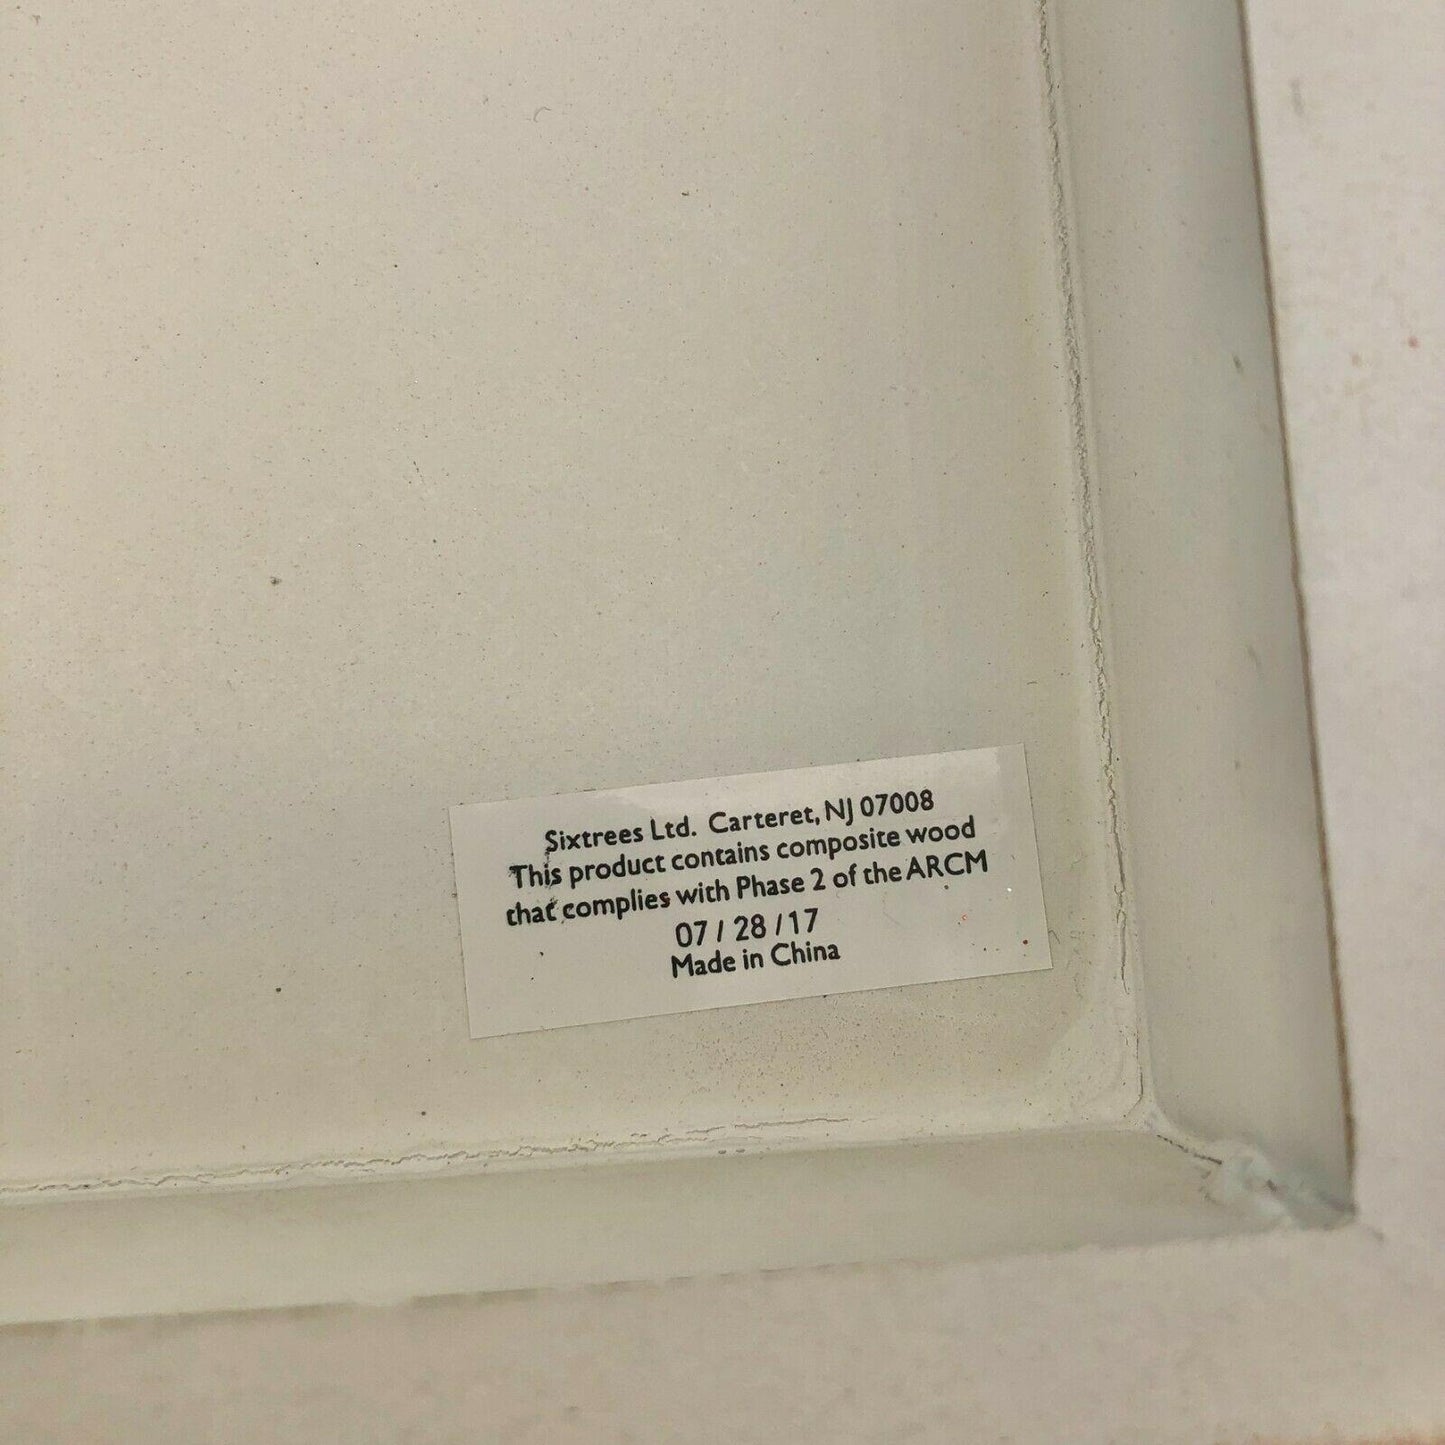 Sixtrees Ltd. Carteret, NJ 07008
This product contains composite wood
that complies with Phase 2 of the ARCM
07 / 28 / 17
Made in China